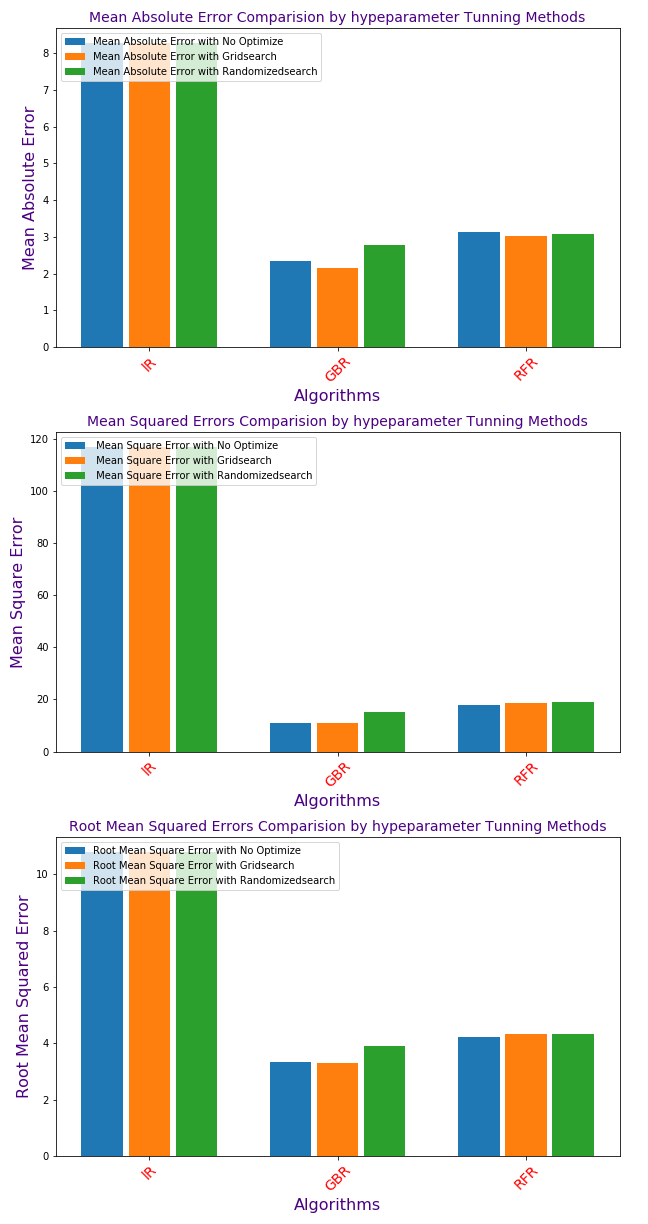 Mean Absolute Error Comparision by hypeparameter Tunning Methods
Mean Absolute Error with No Optimize
Mean Absolute Error with Gridsearch
Mean Absolute Error with Randomizedsearch
Mean Absolute Error
8
7
6
5
4
3
2
1
0
IR
GBR
RFR
Algorithms
Mean Squared Errors Comparision by hypeparameter Tunning Methods
Mean Square Error with No Optimize
Mean Square Error with Gridsearch
Mean Square Error with Randomizedsearch
Mean Square Error
120
100
80
60
40
20
0
IR
GBR
RFR
Algorithms
Root Mean Squared Errors Comparision by hypeparameter Tunning Methods
Root Mean Square Error with No Optimize
Root Mean Square Error with Gridsearch
Root Mean Square Error with Randomizedsearch
Root Mean Squared Error
10
8
6
4
2
0
IR
GBR
RFR
Algorithms